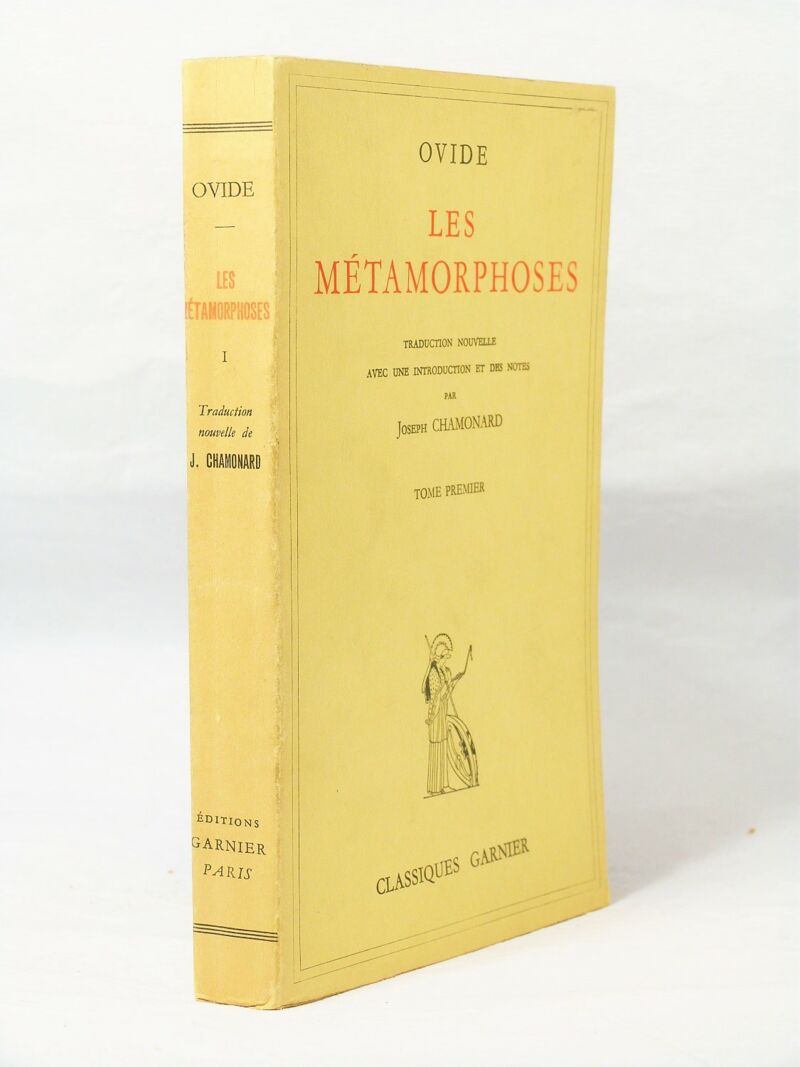 OVIDE
LES
MÉTAMORPHOSES
I
Traduction
nouvelle de
J. CHAMONARD
ÉDITIONS
GARNIER
PARIS
OVIDE
LES
MÉTAMORPHOSES
TRADUCTION NOUVELLE
AVEC UNE INTRODUCTION ET DES NOTES
PAR
JOSEPH CHAMONARD
TOME PREMIER
CLASSIQUES GARNIER